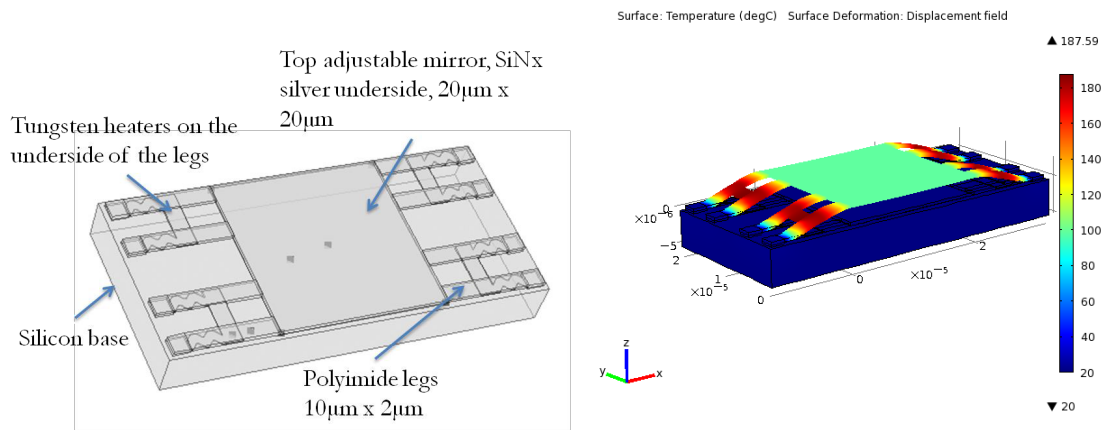 Top adjustable mirror, SiNx
silver underside, 20µm x
20µm
Tungsten heaters on the
underside of the legs
Silicon base
Polyimide legs
10µm x 2µm
Surface: Temperature (degC)   Surface Deformation: Displacement field
▲ 187.59
180
160
140
120
100
80
60
40
20
▼ 20
0
×10⁻⁶
−5
2
1
×10⁻⁵
0
0
×10⁻⁵
2
z
y
x